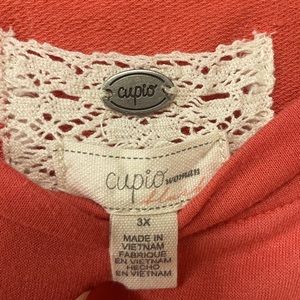 cupio
cupio woman
3X
MADE IN
VIETNAM
FABRIQUE
EN VIETNAM
HECHO
EN VIETNAM